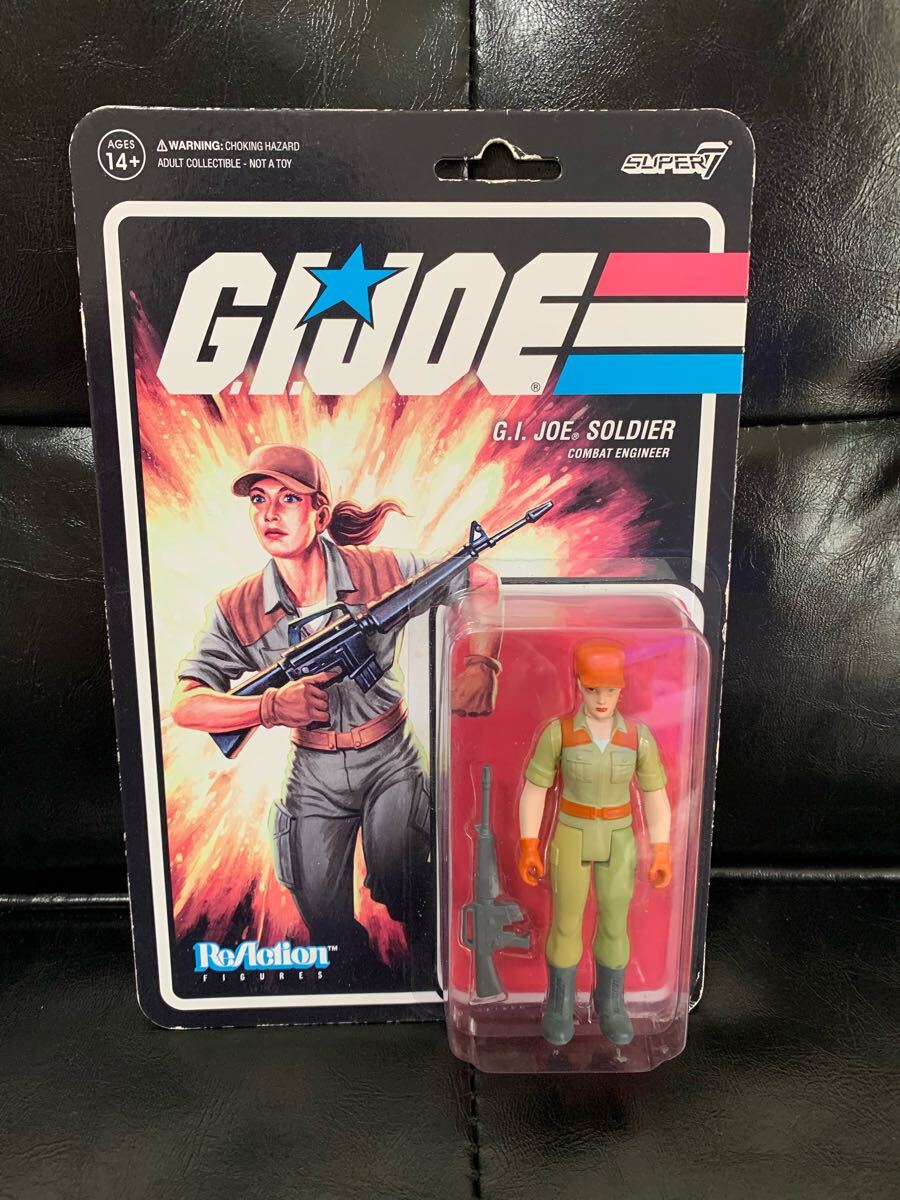 AGES
14+
⚠WARNING: CHOKING HAZARD
ADULT COLLECTIBLE - NOT A TOY
SUPER7
G.I.JOE®
G.I. JOE® SOLDIER
COMBAT ENGINEER
ReAction™
FIGURES